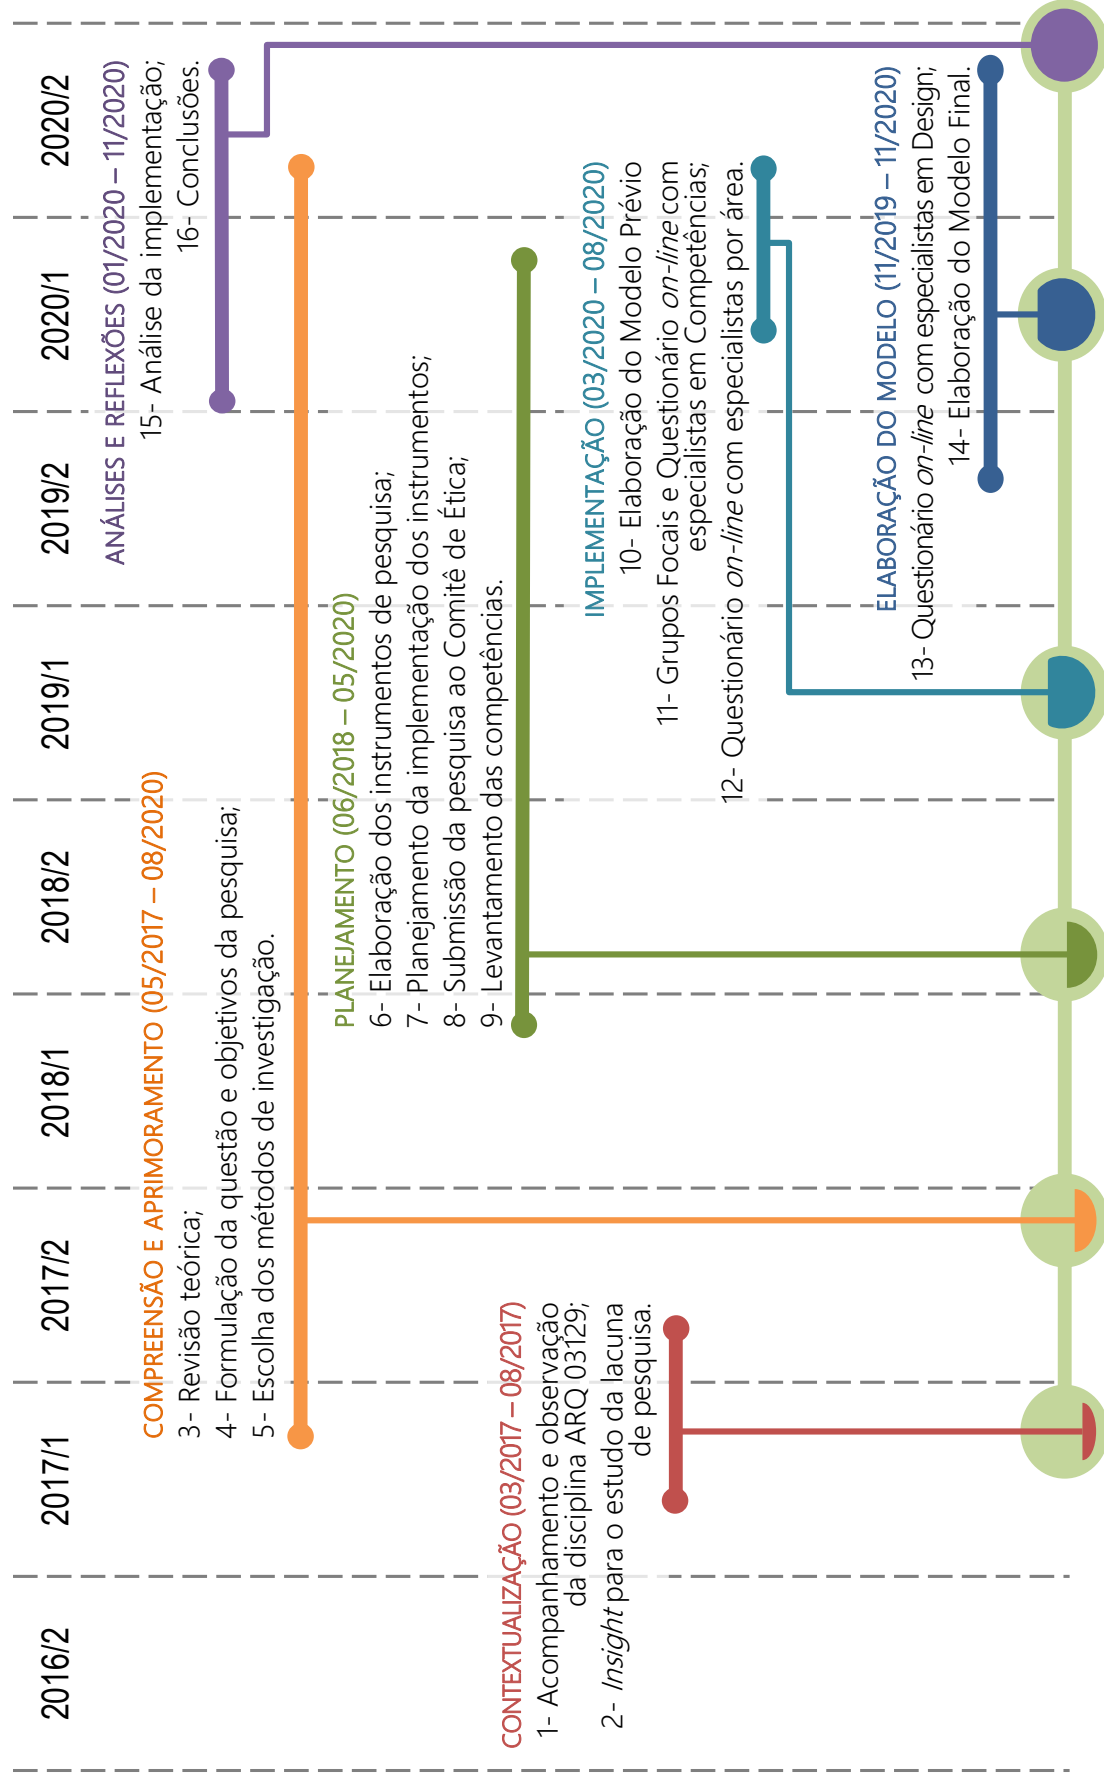 2016/2
2017/1
2017/2
2018/1
2018/2
2019/1
2019/2
2020/1
2020/2
ANÁLISES E REFLEXÕES (01/2020 – 11/2020)
15- Análise da implementação;
16- Conclusões.
COMPREENSÃO E APRIMORAMENTO (05/2017 – 08/2020)
3- Revisão teórica;
4- Formulação da questão e objetivos da pesquisa;
5- Escolha dos métodos de investigação.
PLANEJAMENTO (06/2018 – 05/2020)
6- Elaboração dos instrumentos de pesquisa;
7- Planejamento da implementação dos instrumentos;
8- Submissão da pesquisa ao Comitê de Ética;
9- Levantamento das competências.
CONTEXTUALIZAÇÃO (03/2017 – 08/2017)
1- Acompanhamento e observação
da disciplina ARQ 03129;
2- Insight para o estudo da lacuna
de pesquisa.
IMPLEMENTAÇÃO (03/2020 – 08/2020)
10- Elaboração do Modelo Prévio
11- Grupos Focais e Questionário on-line com
especialistas em Competências;
12- Questionário on-line com especialistas por área.
ELABORAÇÃO DO MODELO (11/2019 – 11/2020)
13- Questionário on-line com especialistas em Design;
14- Elaboração do Modelo Final.